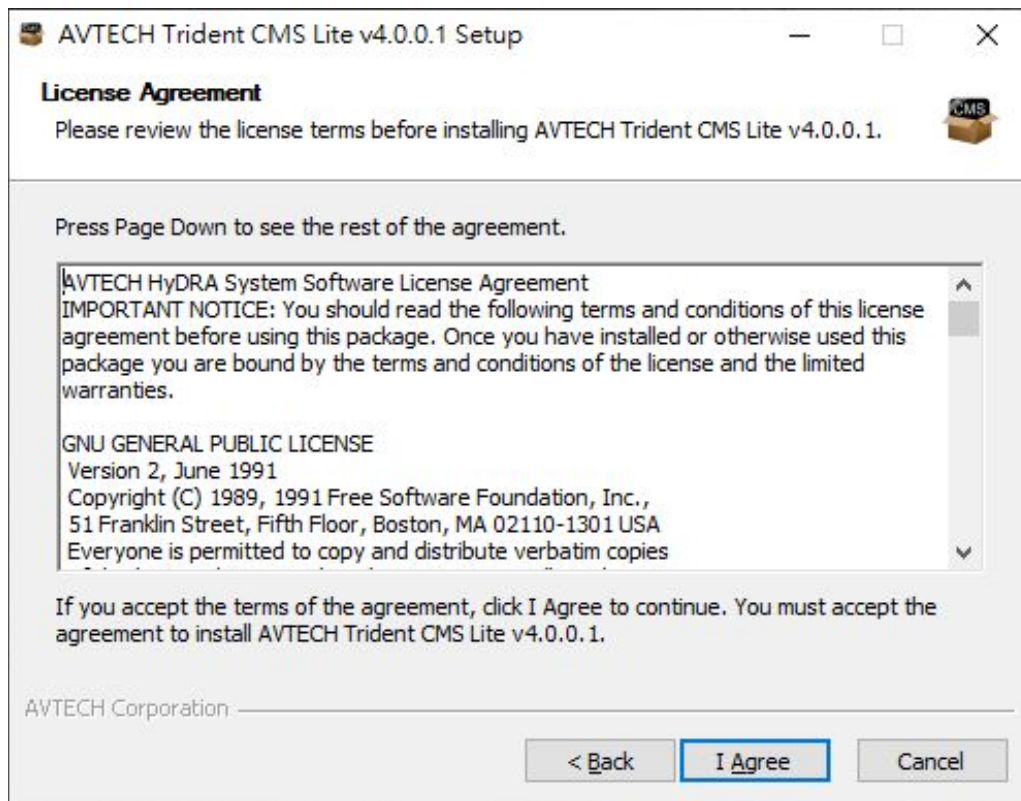 AVTECH Trident CMS Lite v4.0.0.1 Setup
License Agreement
Please review the license terms before installing AVTECH Trident CMS Lite v4.0.0.1.
CMS
Press Page Down to see the rest of the agreement.
AVTECH HyDRA System Software License Agreement
IMPORTANT NOTICE: You should read the following terms and conditions of this license
agreement before using this package. Once you have installed or otherwise used this
package you are bound by the terms and conditions of the license and the limited
warranties.
GNU GENERAL PUBLIC LICENSE
Version 2, June 1991
Copyright (C) 1989, 1991 Free Software Foundation, Inc.,
51 Franklin Street, Fifth Floor, Boston, MA 02110-1301 USA
Everyone is permitted to copy and distribute verbatim copies
If you accept the terms of the agreement, click I Agree to continue. You must accept the
agreement to install AVTECH Trident CMS Lite v4.0.0.1.
AVTECH Corporation
< Back
I Agree
Cancel